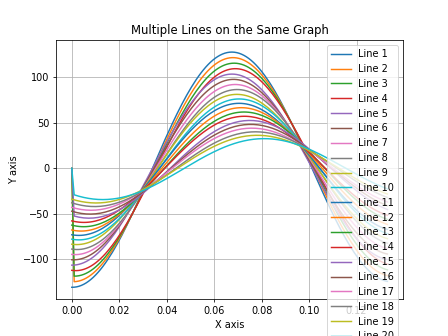 Multiple Lines on the Same Graph
Y axis
100
50
0
−50
−100
0.00
0.02
0.04
0.06
0.08
0.10
X axis
Line 1
Line 2
Line 3
Line 4
Line 5
Line 6
Line 7
Line 8
Line 9
Line 10
Line 11
Line 12
Line 13
Line 14
Line 15
Line 16
Line 17
Line 18
Line 19
Line 20